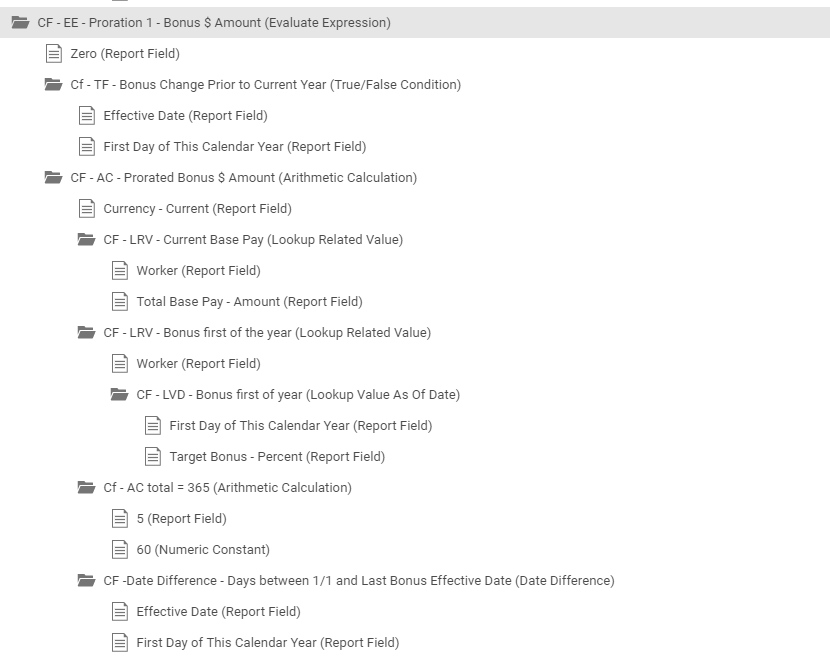 CF - EE - Proration 1 - Bonus $ Amount (Evaluate Expression)
Zero (Report Field)
Cf - TF - Bonus Change Prior to Current Year (True/False Condition)
Effective Date (Report Field)
First Day of This Calendar Year (Report Field)
CF - AC - Prorated Bonus $ Amount (Arithmetic Calculation)
Currency - Current (Report Field)
CF - LRV - Current Base Pay (Lookup Related Value)
Worker (Report Field)
Total Base Pay - Amount (Report Field)
CF - LRV - Bonus first of the year (Lookup Related Value)
Worker (Report Field)
CF - LVD - Bonus first of year (Lookup Value As Of Date)
First Day of This Calendar Year (Report Field)
Target Bonus - Percent (Report Field)
Cf - AC total = 365 (Arithmetic Calculation)
5 (Report Field)
60 (Numeric Constant)
CF -Date Difference - Days between 1/1 and Last Bonus Effective Date (Date Difference)
Effective Date (Report Field)
First Day of This Calendar Year (Report Field)